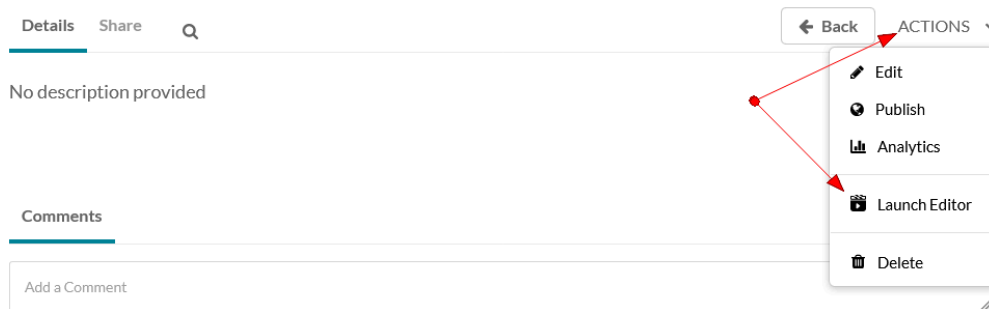 Details Share Back ACTIONS
Edit
No description provided
Publish
Analytics
Launch Editor
Comments
Delete
Add a Comment